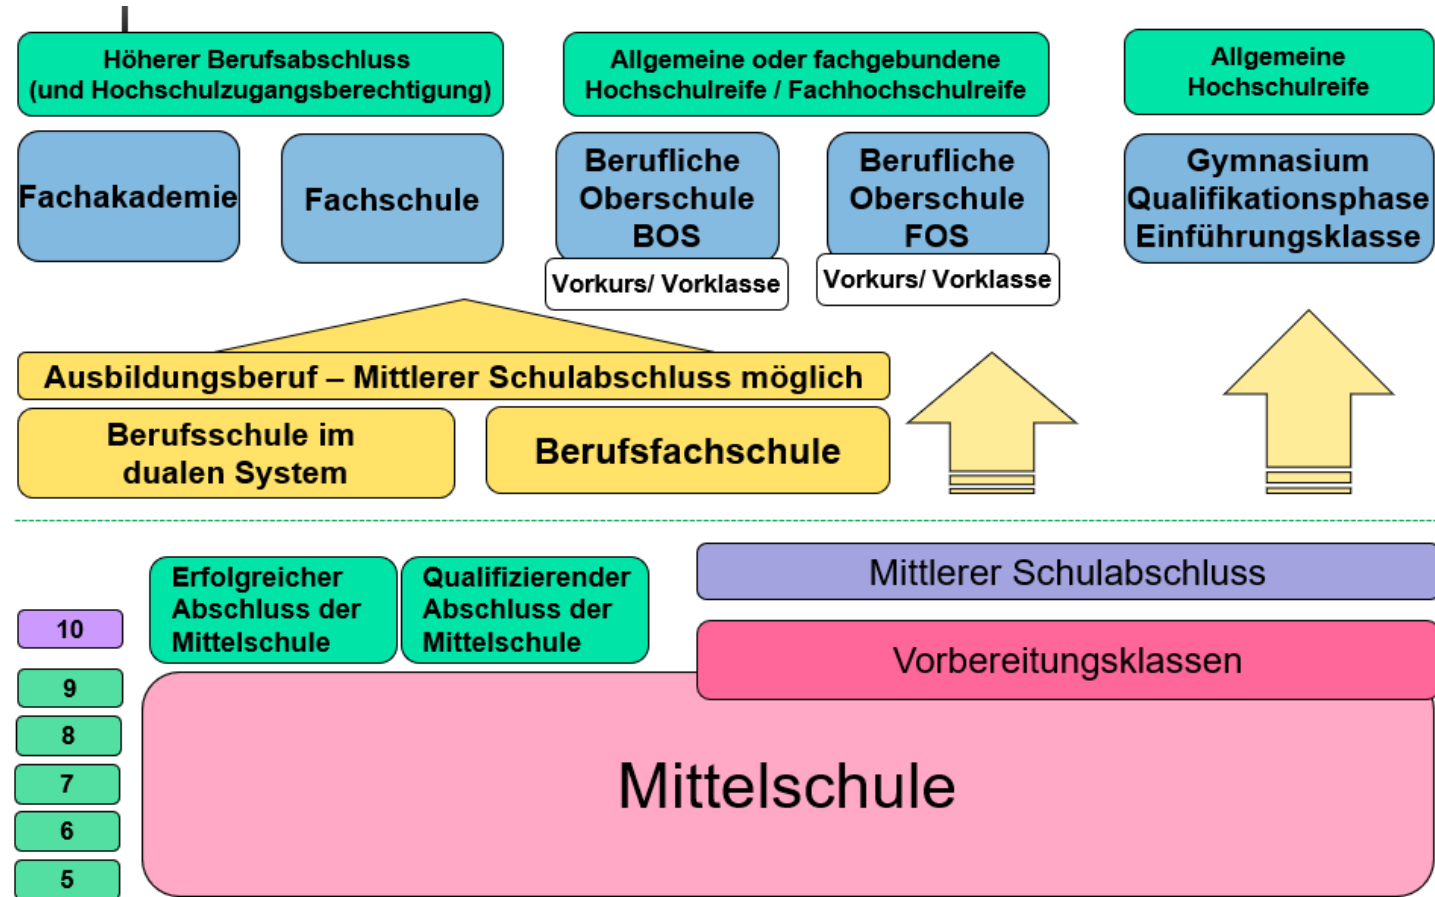 Höherer Berufsabschluss
(und Hochschulzugangsberechtigung)
Allgemeine oder fachgebundene
Hochschulreife / Fachhochschulreife
Allgemeine
Hochschulreife
Fachakademie
Fachschule
Berufliche
Oberschule
BOS
Vorkurs/ Vorklasse
Berufliche
Oberschule
FOS
Vorkurs/ Vorklasse
Gymnasium
Qualifikationsphase
Einführungsklasse
Ausbildungsberuf – Mittlerer Schulabschluss möglich
Berufsschule im
dualen System
Berufsfachschule
Erfolgreicher
Abschluss der
Mittelschule
Qualifizierender
Abschluss der
Mittelschule
Mittlerer Schulabschluss
Vorbereitungsklassen
10
9
8
7
6
5
Mittelschule